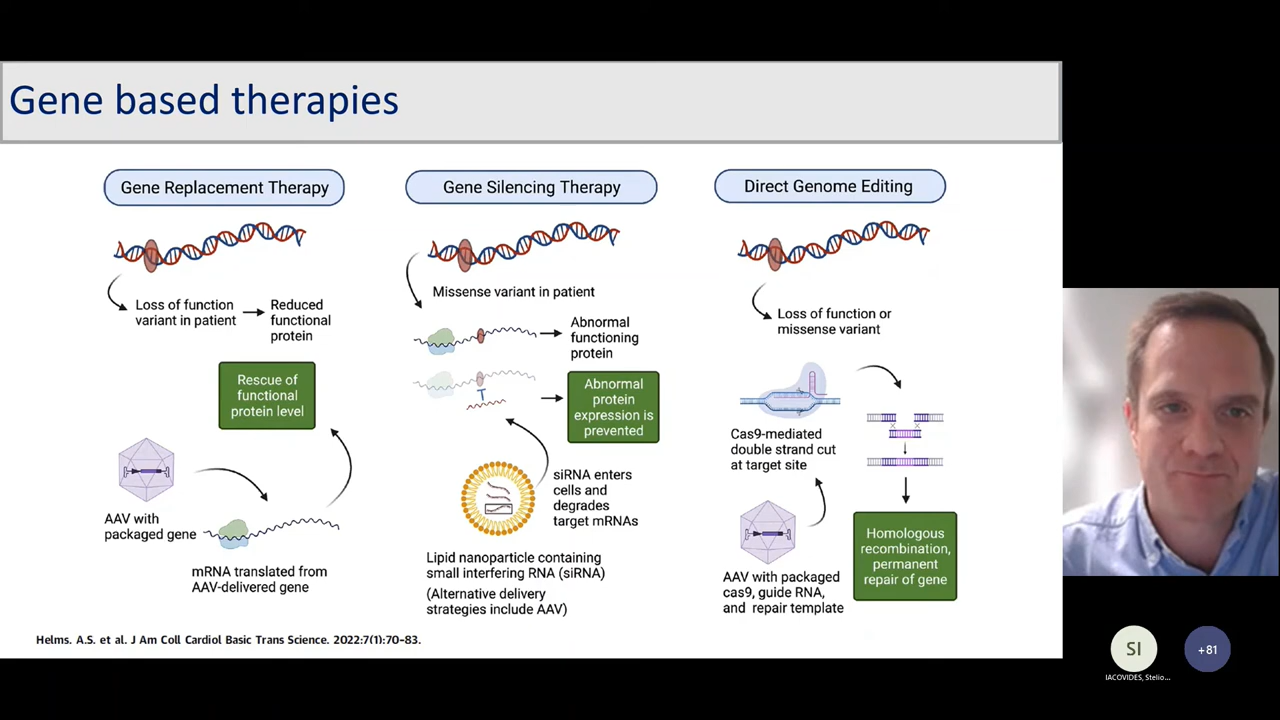 Gene based therapies
Gene Replacement Therapy
Loss of function
variant in patient
Reduced
functional
protein
Rescue of
functional
protein level
AAV with
packaged gene
mRNA translated from
AAV-delivered gene
Gene Silencing Therapy
Missense variant in patient
Abnormal
functioning
protein
Abnormal
protein
expression is
prevented
siRNA enters
cells and
degrades
target mRNAs
Lipid nanoparticle containing
small interfering RNA (siRNA)
(Alternative delivery
strategies include AAV)
Direct Genome Editing
Loss of function or
missense variant
Cas9-mediated
double strand cut
at target site
AAV with packaged
cas9, guide RNA,
and repair template
Homologous
recombination,
permanent
repair of gene
Helms. A.S. et al. J Am Coll Cardiol Basic Trans Science. 2022;7(1):70–83.
SI
+81
IACOVIDES, Stelio...